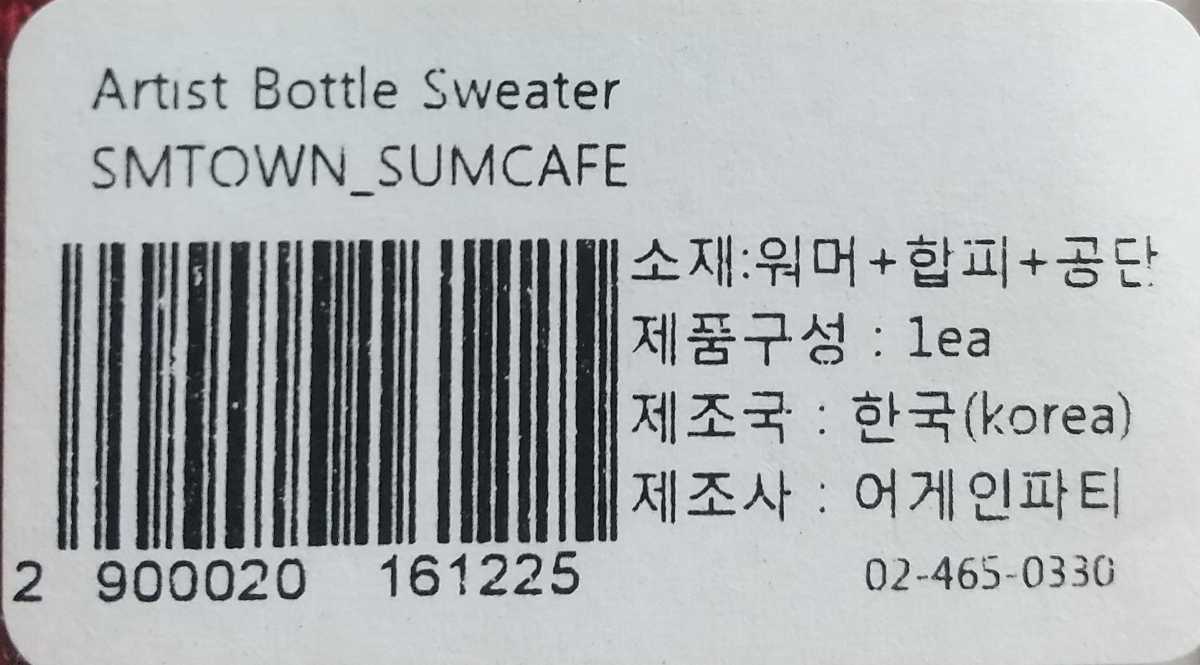 Artist Bottle Sweater
SMTOWN_SUMCAFE
소재:워머+합피+공단
제품구성 : 1ea
제조국 : 한국(korea)
제조사 : 어게인파티
02-465-0330
2 900020 161225